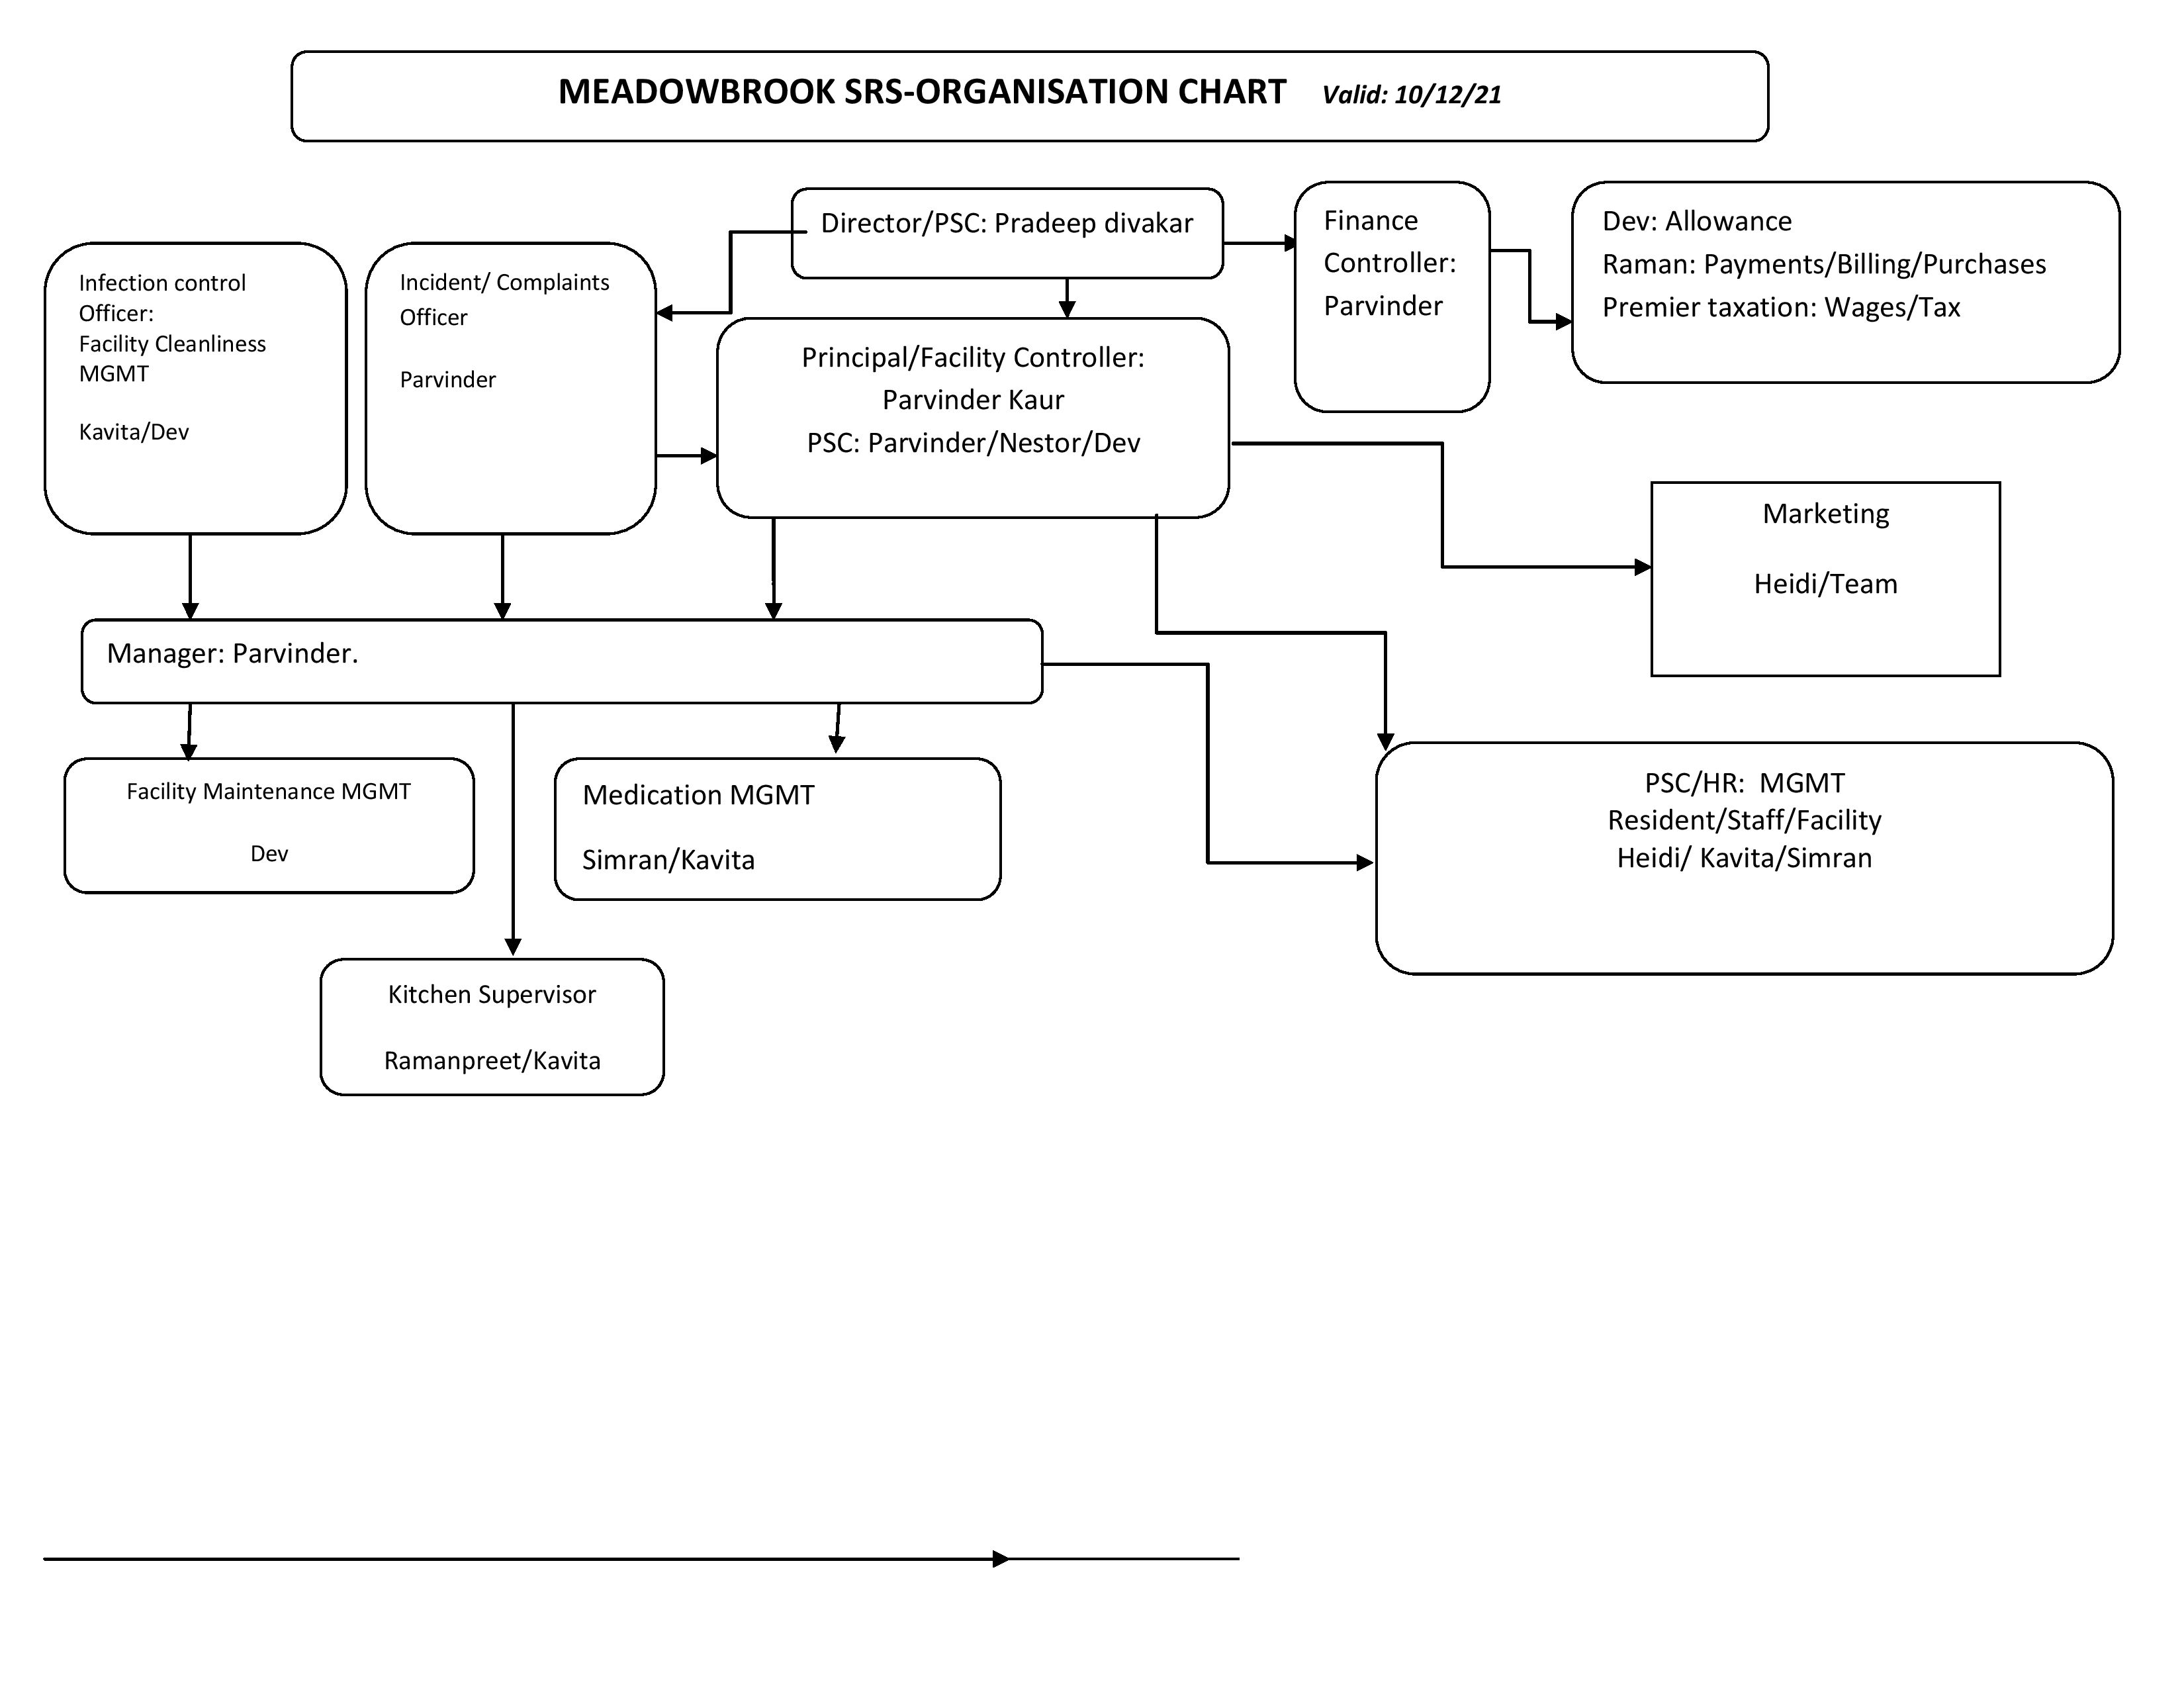 MEADOWBROOK SRS-ORGANISATION CHART Valid: 10/12/21
Director/PSC: Pradeep divakar
Finance
Controller:
Parvinder
Dev: Allowance
Raman: Payments/Billing/Purchases
Premier taxation: Wages/Tax
Infection control
Officer:
Facility Cleanliness
MGMT
Kavita/Dev
Incident/ Complaints
Officer
Parvinder
Principal/Facility Controller:
Parvinder Kaur
PSC: Parvinder/Nestor/Dev
Marketing
Heidi/Team
Manager: Parvinder.
Facility Maintenance MGMT
Dev
Medication MGMT
Simran/Kavita
PSC/HR: MGMT
Resident/Staff/Facility
Heidi/ Kavita/Simran
Kitchen Supervisor
Ramanpreet/Kavita